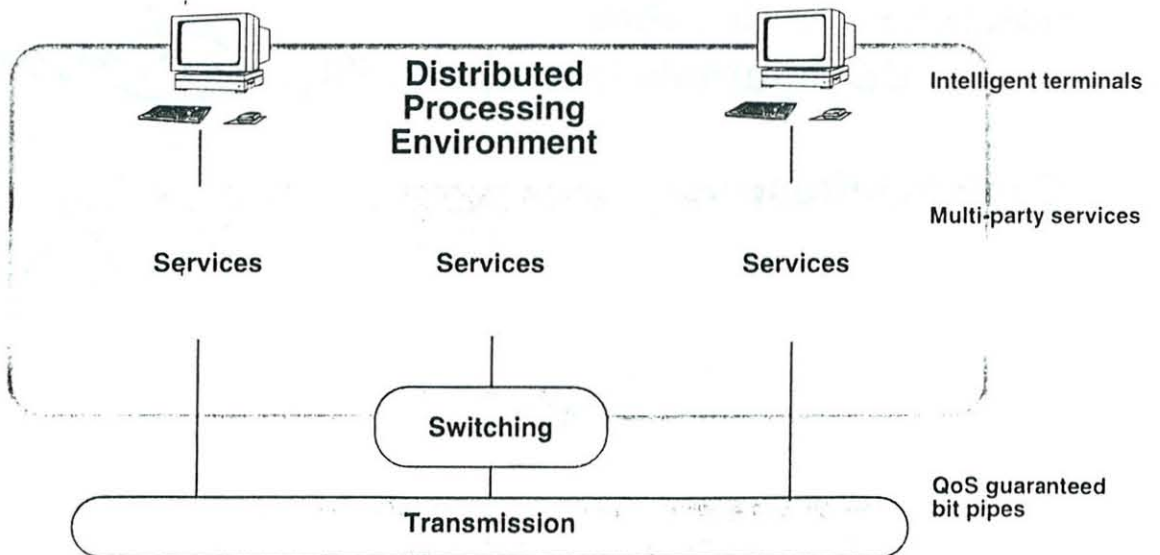 Distributed
Processing
Environment
Intelligent terminals
Multi-party services
Services
Services
Services
Switching
QoS guaranteed
bit pipes
Transmission